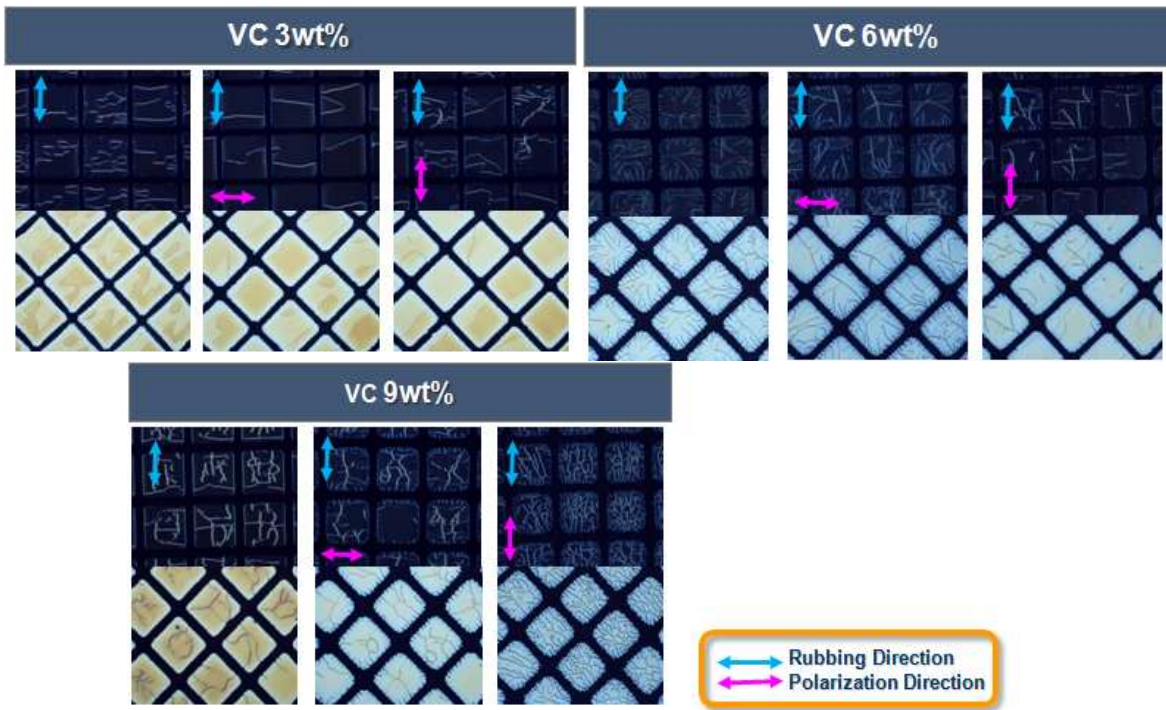 VC 3wt%
VC 6wt%
VC 9wt%
Rubbing Direction
Polarization Direction